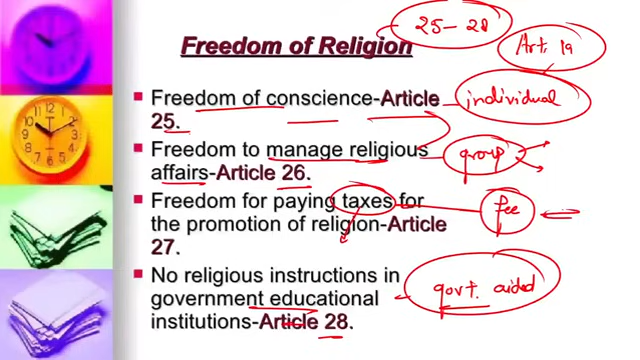 25-28
Freedom of Religion
Art. 19
Freedom of conscience-Article
individual
25.
Freedom to manage religious
group
affairs-Article 26.
Freedom for paying taxes for
fee
the promotion of religion-Article
27.
No religious instructions in
govt. aided
government educational
institutions-Article 28.